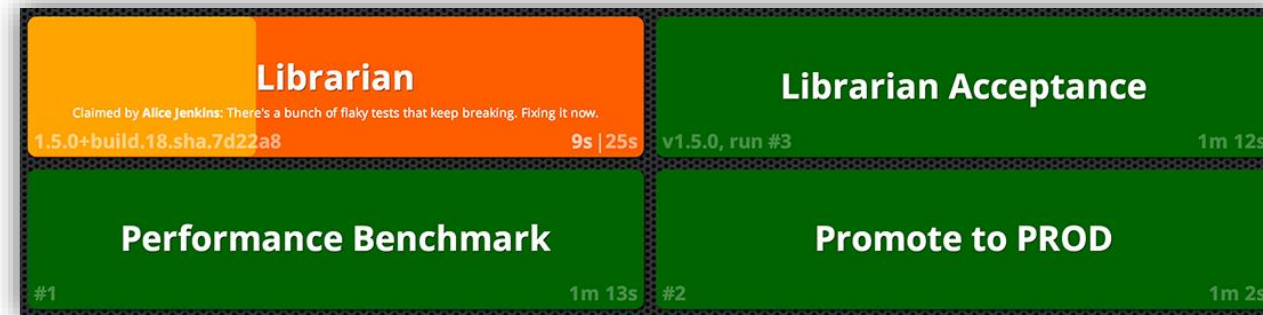 Librarian
Claimed by Alice Jenkins: There's a bunch of flaky tests that keep breaking. Fixing it now.
1.5.0+build.18.sha.7d22a8 9s|25s
Librarian Acceptance
v1.5.0, run #3 1m 12s
Performance Benchmark
#1 1m 13s
Promote to PROD
#2 1m 2s